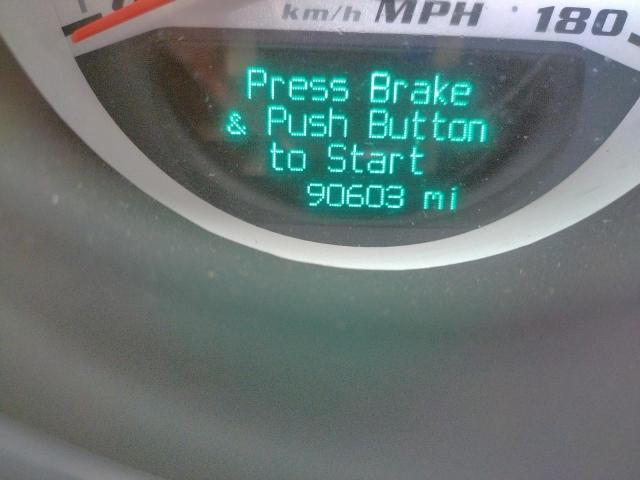 km/h MPH 180
Press Brake
& Push Button
to Start
90603 mi